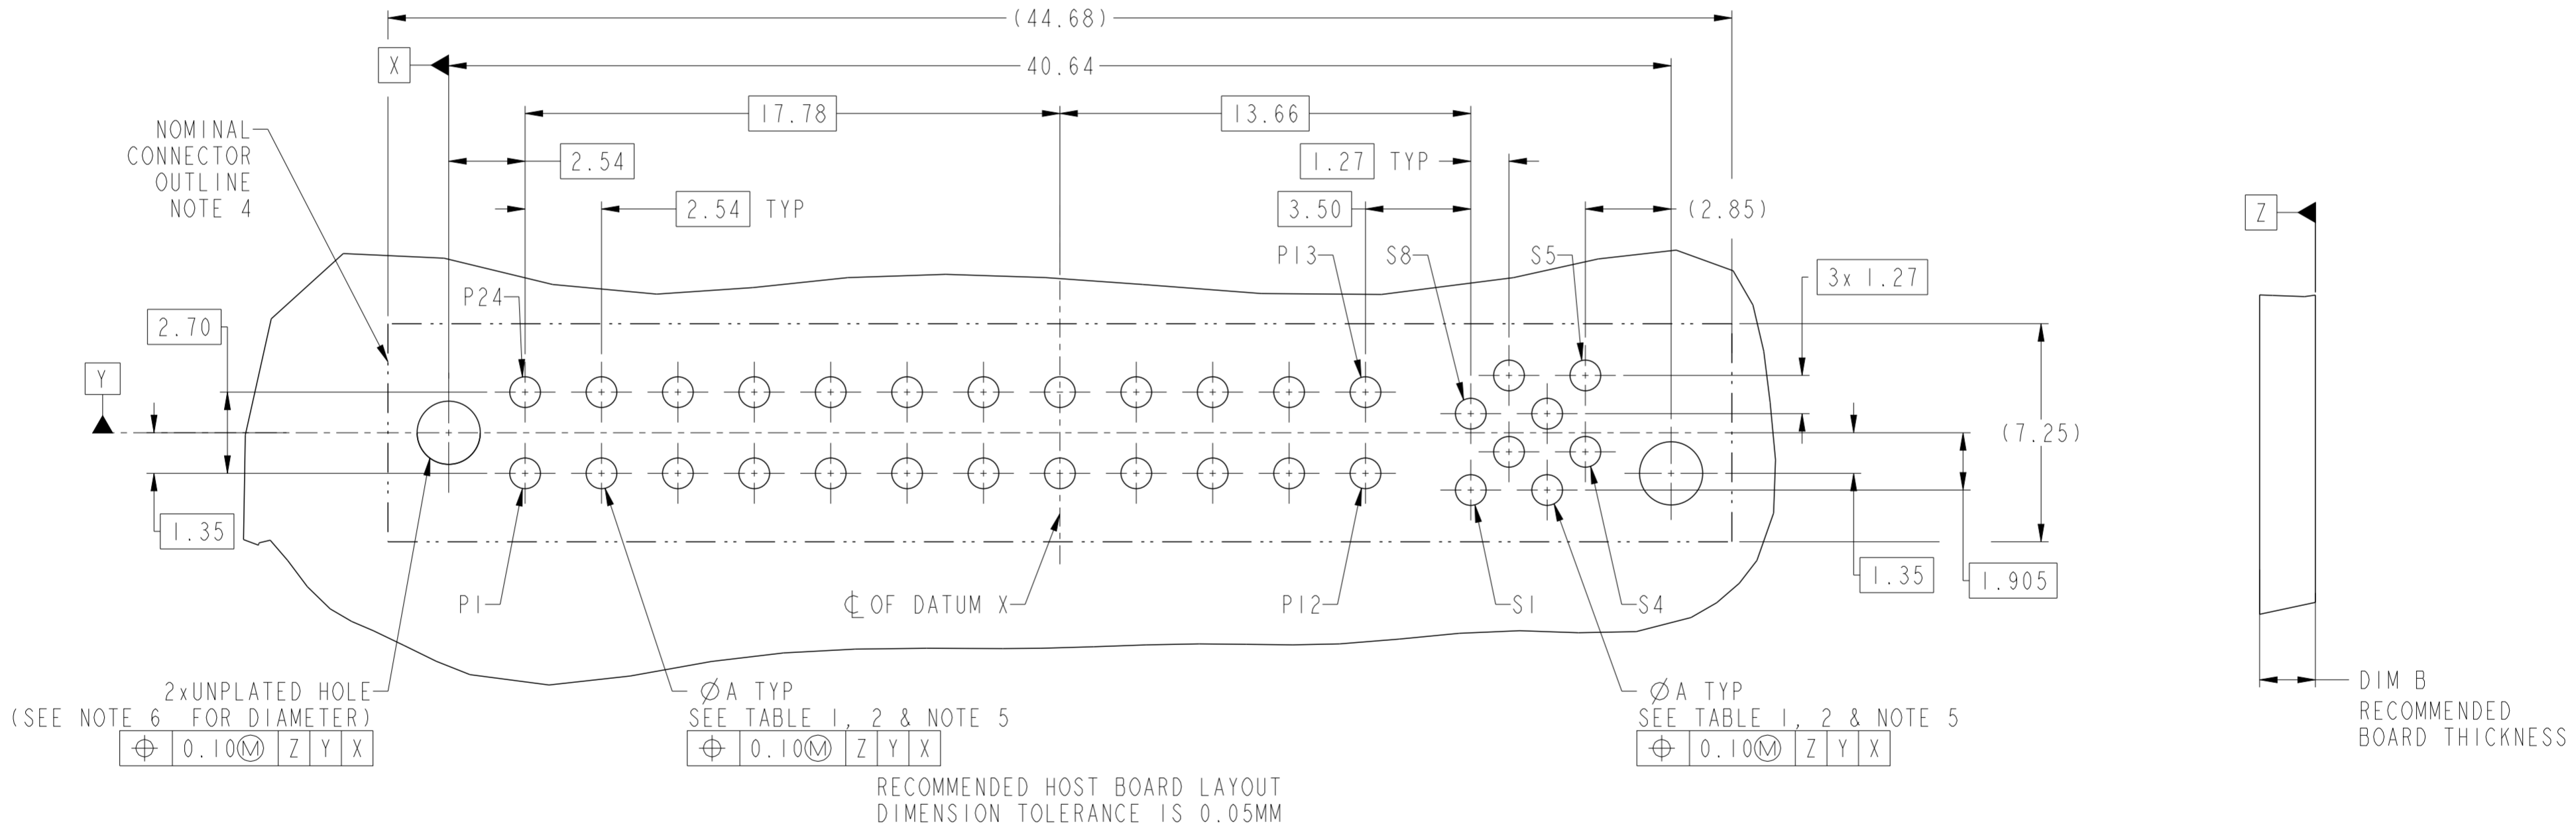 (44.68)
X
40.64
17.78
13.66
NOMINAL
CONNECTOR
OUTLINE
NOTE 4
2.54
1.27 TYP
2.54 TYP
3.50
(2.85)
Z
P13
S8
S5
3x 1.27
P24
2.70
Y
(7.25)
1.35
1.35
1.905
P1
℄ OF DATUM X
P12
S1
S4
2xUNPLATED HOLE
(SEE NOTE 6 FOR DIAMETER)
⌖ 0.10Ⓜ Z Y X
∅A TYP
SEE TABLE 1, 2 & NOTE 5
⌖ 0.10Ⓜ Z Y X
∅A TYP
SEE TABLE 1, 2 & NOTE 5
⌖ 0.10Ⓜ Z Y X
DIM B
RECOMMENDED
BOARD THICKNESS
RECOMMENDED HOST BOARD LAYOUT
DIMENSION TOLERANCE IS 0.05MM